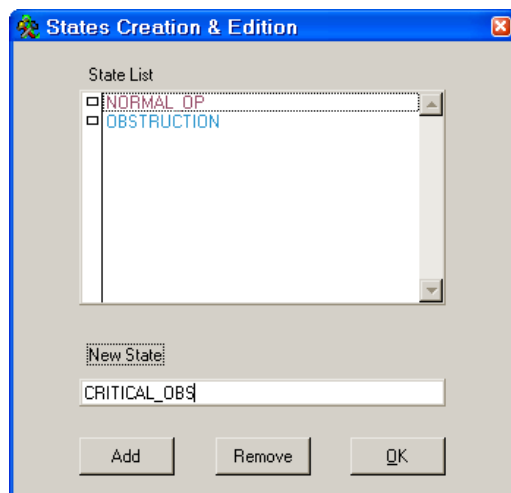 States Creation & Edition
State List
NORMAL_OP
OBSTRUCTION
New State
CRITICAL_OBS
Add
Remove
OK